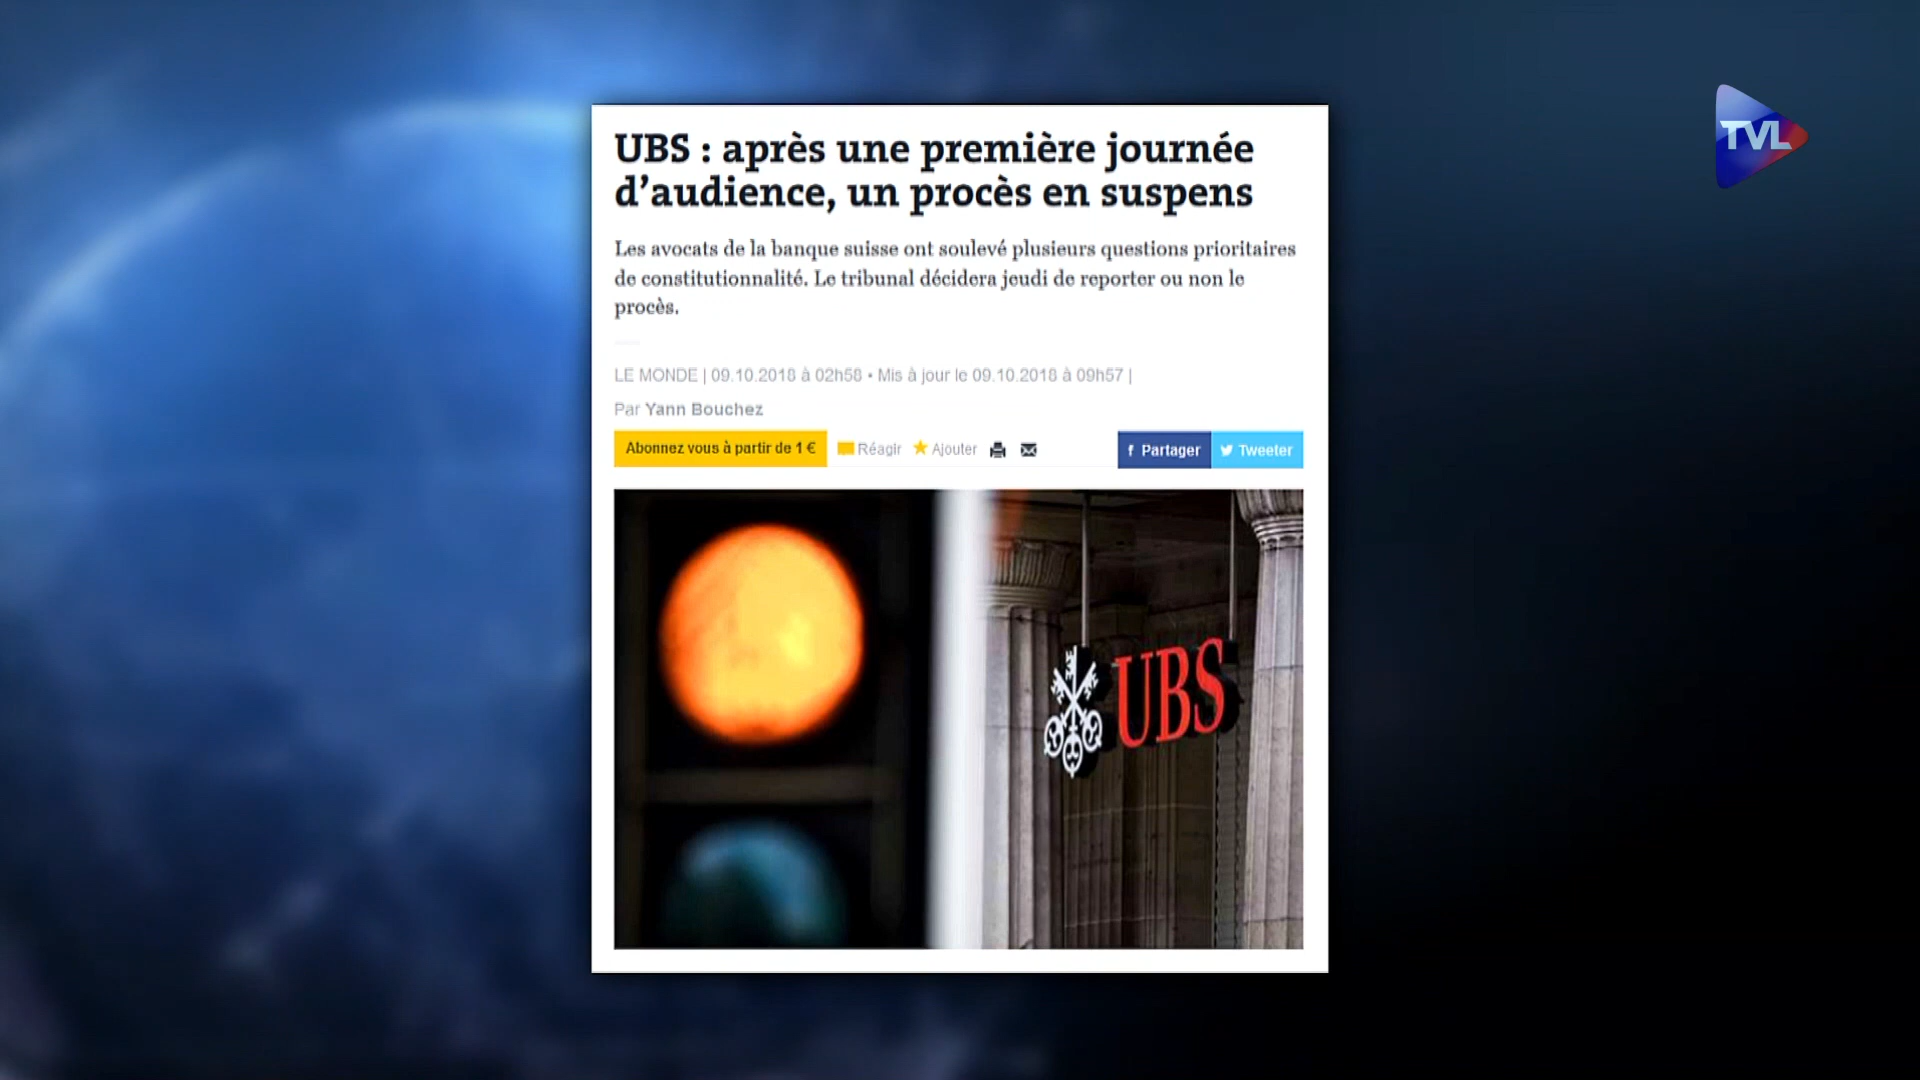 TVL
UBS : après une première journée
d’audience, un procès en suspens
Les avocats de la banque suisse ont soulevé plusieurs questions prioritaires
de constitutionnalité. Le tribunal décidera jeudi de reporter ou non le
procès.
LE MONDE | 09.10.2018 à 02h58 • Mis à jour le 09.10.2018 à 09h57 |
Par Yann Bouchez
Abonnez vous à partir de 1 € Réagir Ajouter f Partager Tweeter
UBS